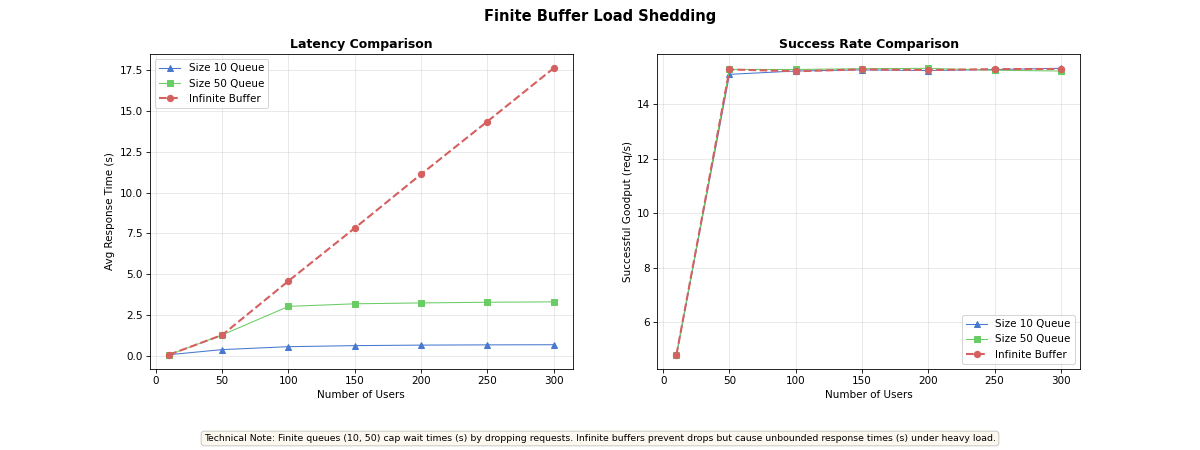 Finite Buffer Load Shedding
Latency Comparison
Size 10 Queue
Size 50 Queue
Infinite Buffer
17.5
15.0
12.5
10.0
7.5
5.0
2.5
0.0
Avg Response Time (s)
0 50 100 150 200 250 300
Number of Users
Success Rate Comparison
14
12
10
8
6
Successful Goodput (req/s)
Size 10 Queue
Size 50 Queue
Infinite Buffer
0 50 100 150 200 250 300
Number of Users
Technical Note: Finite queues (10, 50) cap wait times (s) by dropping requests. Infinite buffers prevent drops but cause unbounded response times (s) under heavy load.